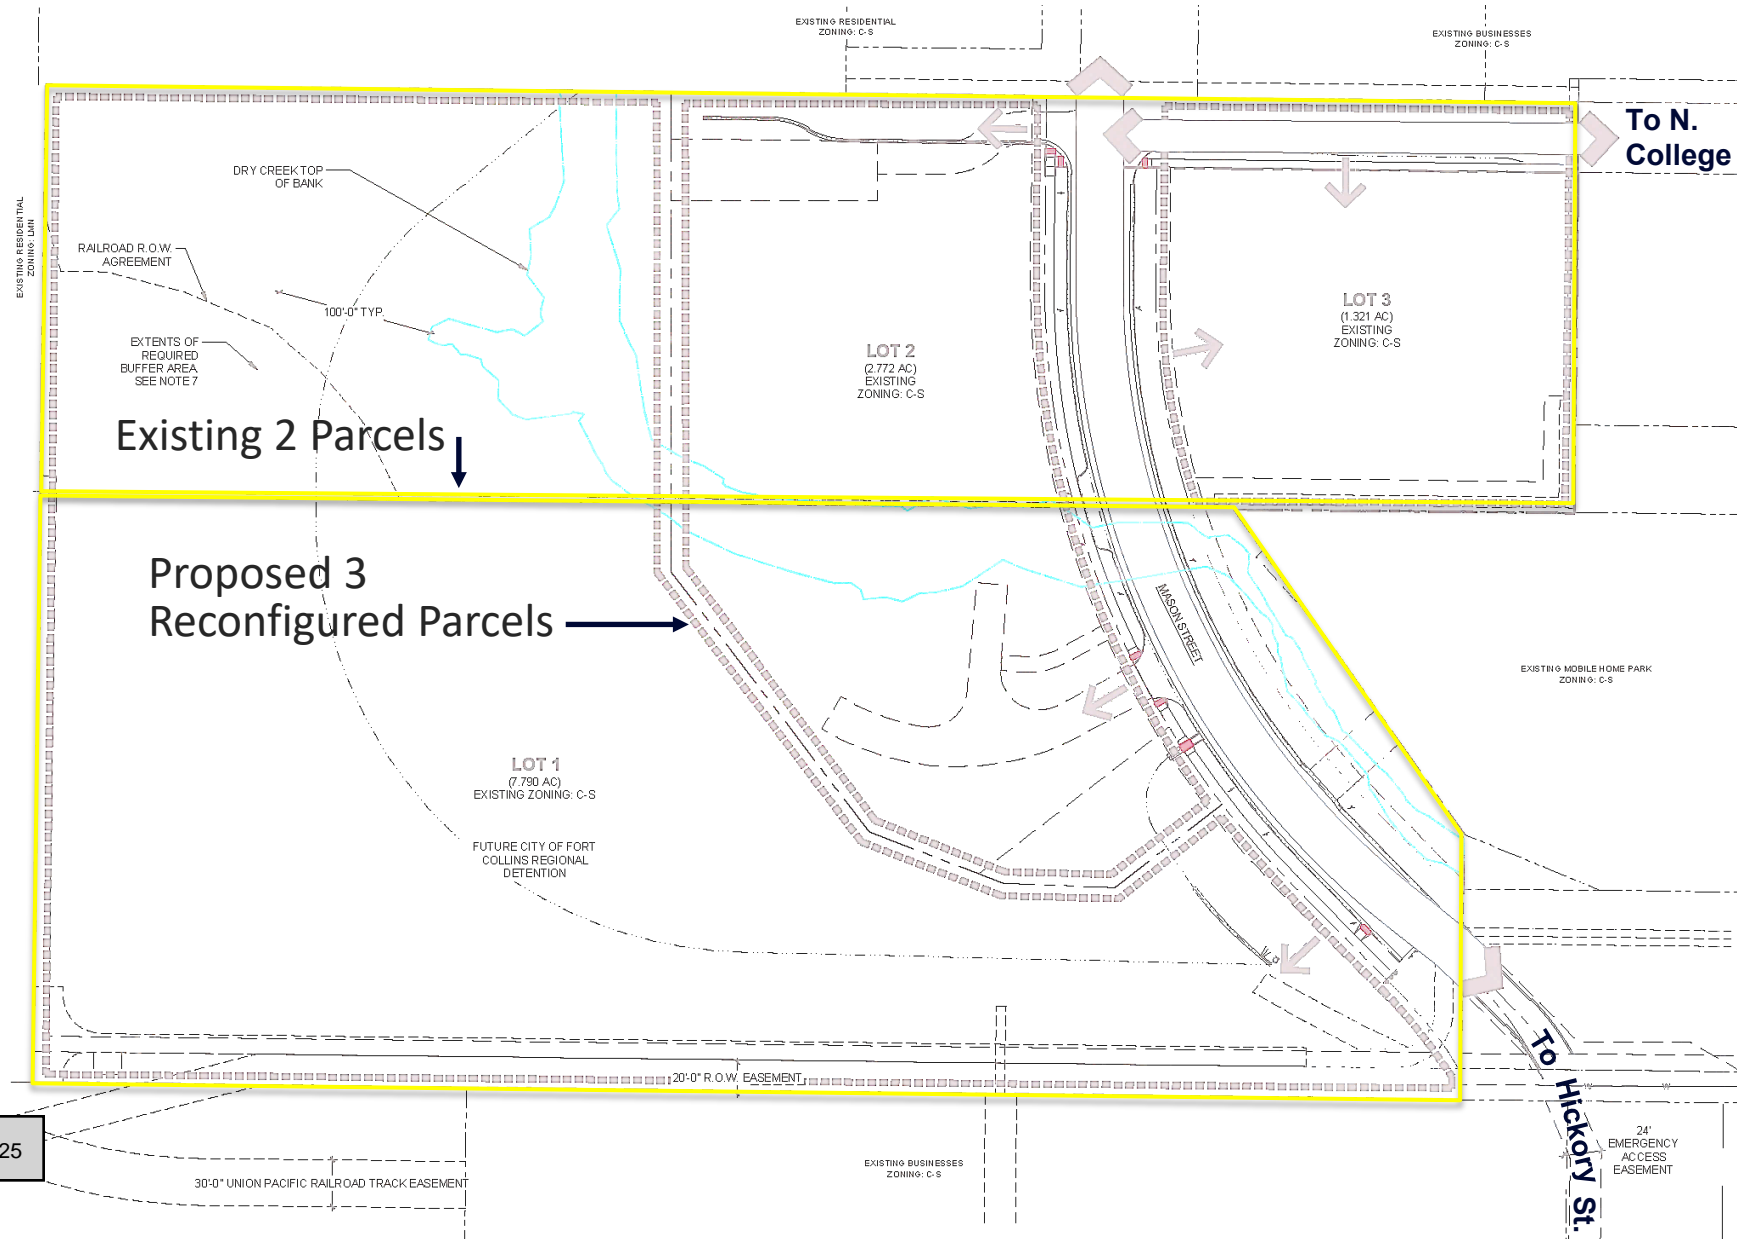 EXISTING RESIDENTIAL
ZONING: C-S
EXISTING BUSINESSES
ZONING: C-S
To N.
College
DRY CREEK TOP
OF BANK
EXISTING RESIDENTIAL
ZONING: LMN
RAILROAD R.O.W.
AGREEMENT
100'-0" TYP.
EXTENTS OF
REQUIRED
BUFFER AREA
SEE NOTE 7
LOT 2
(2.772 AC)
EXISTING
ZONING: C-S
LOT 3
(1.321 AC)
EXISTING
ZONING: C-S
Existing 2 Parcels
Proposed 3
Reconfigured Parcels
MASON STREET
EXISTING MOBILE HOME PARK
ZONING: C-S
LOT 1
(7.790 AC)
EXISTING ZONING: C-S
FUTURE CITY OF FORT
COLLINS REGIONAL
DETENTION
20'-0" R.O.W. EASEMENT
To Hickory St.
25
30'-0" UNION PACIFIC RAILROAD TRACK EASEMENT
EXISTING BUSINESSES
ZONING: C-S
24'
EMERGENCY
ACCESS
EASEMENT